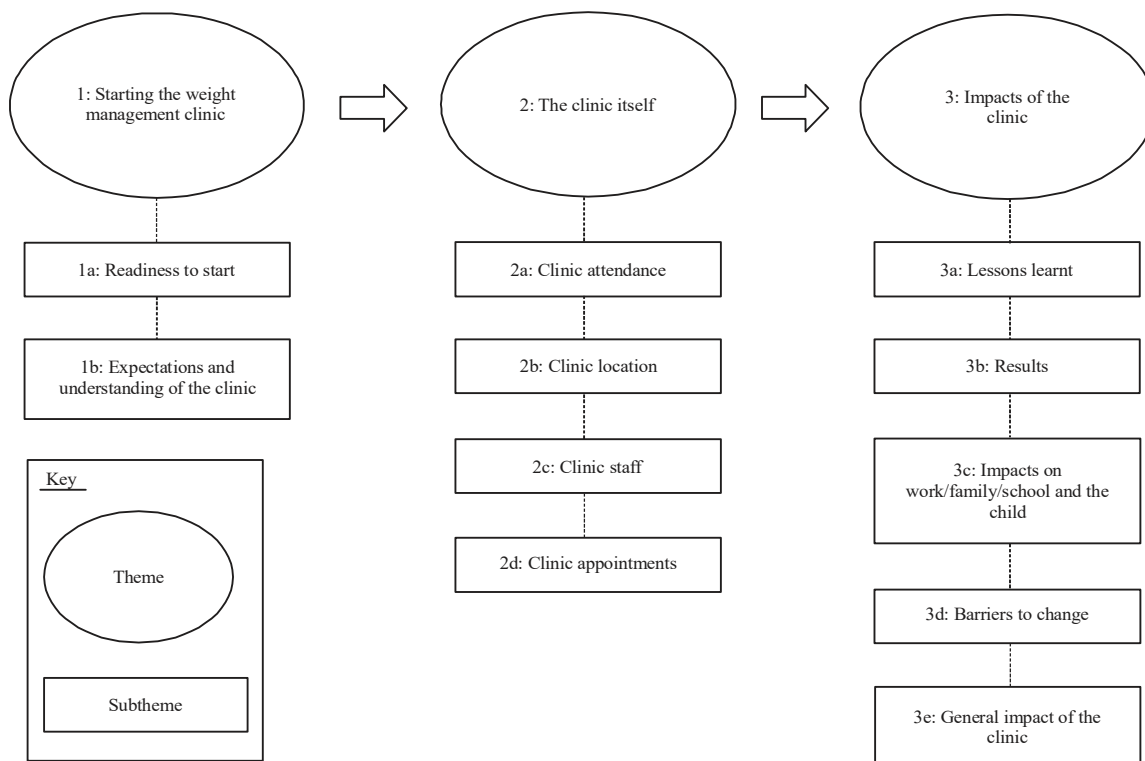 1: Starting the weight
management clinic
2: The clinic itself
3: Impacts of the
clinic
1a: Readiness to start
1b: Expectations and
understanding of the clinic
2a: Clinic attendance
2b: Clinic location
2c: Clinic staff
2d: Clinic appointments
3a: Lessons learnt
3b: Results
3c: Impacts on
work/family/school and the
child
3d: Barriers to change
3e: General impact of the
clinic
Key
Theme
Subtheme